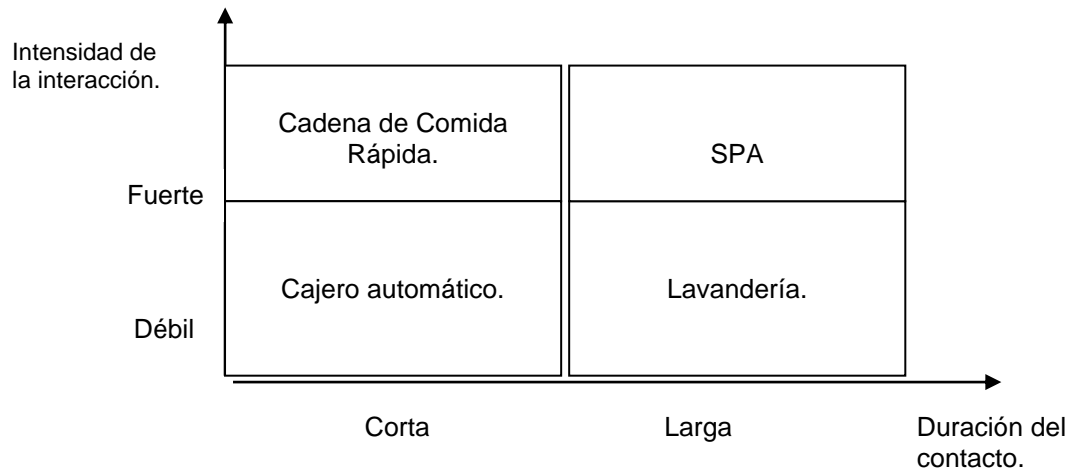 Intensidad de
la interacción.
Cadena de Comida
Rápida.
SPA
Fuerte
Cajero automático.
Lavandería.
Débil
Corta
Larga
Duración del
contacto.